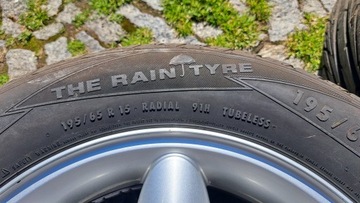 THE RAIN TYRE
195/65 R 15 · RADIAL 91H TUBELESS
195/6